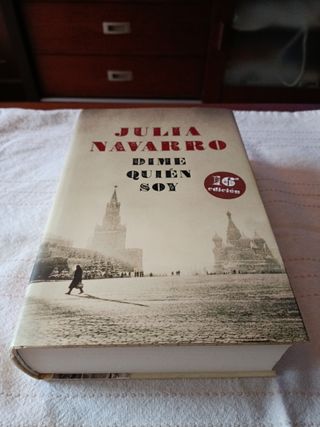 JULIA
NAVARRO
DIME
QUIÉN
SOY
16ª
edición